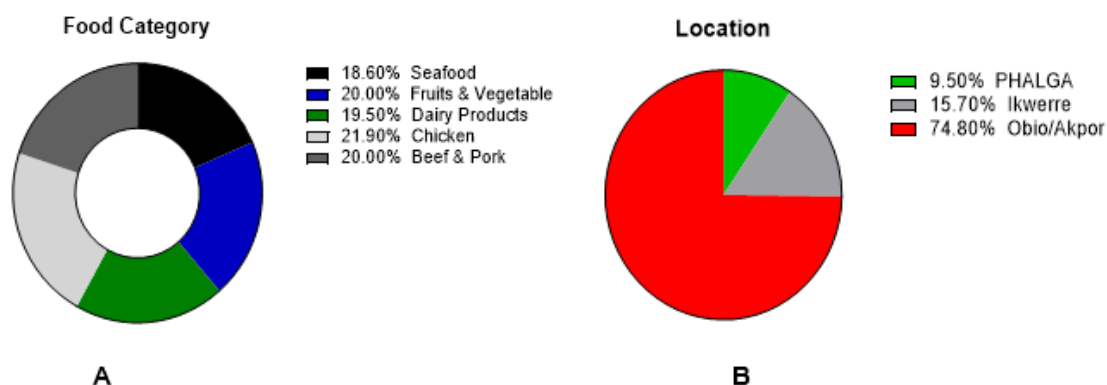 Food Category
18.60% Seafood
20.00% Fruits & Vegetable
19.50% Dairy Products
21.90% Chicken
20.00% Beef & Pork
A
Location
9.50% PHALGA
15.70% Ikwerre
74.80% Obio/Akpor
B